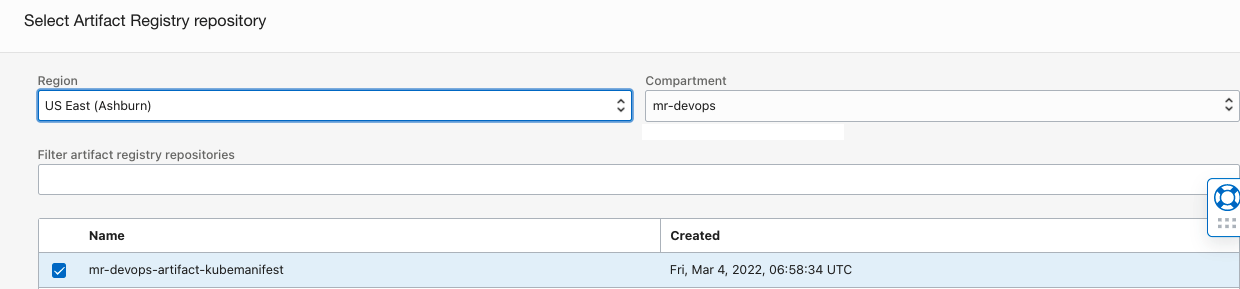 Select Artifact Registry repository
Region
Compartment
US East (Ashburn)
mr-devops
Filter artifact registry repositories
Name
Created
mr-devops-artifact-kubemanifest
Fri, Mar 4, 2022, 06:58:34 UTC